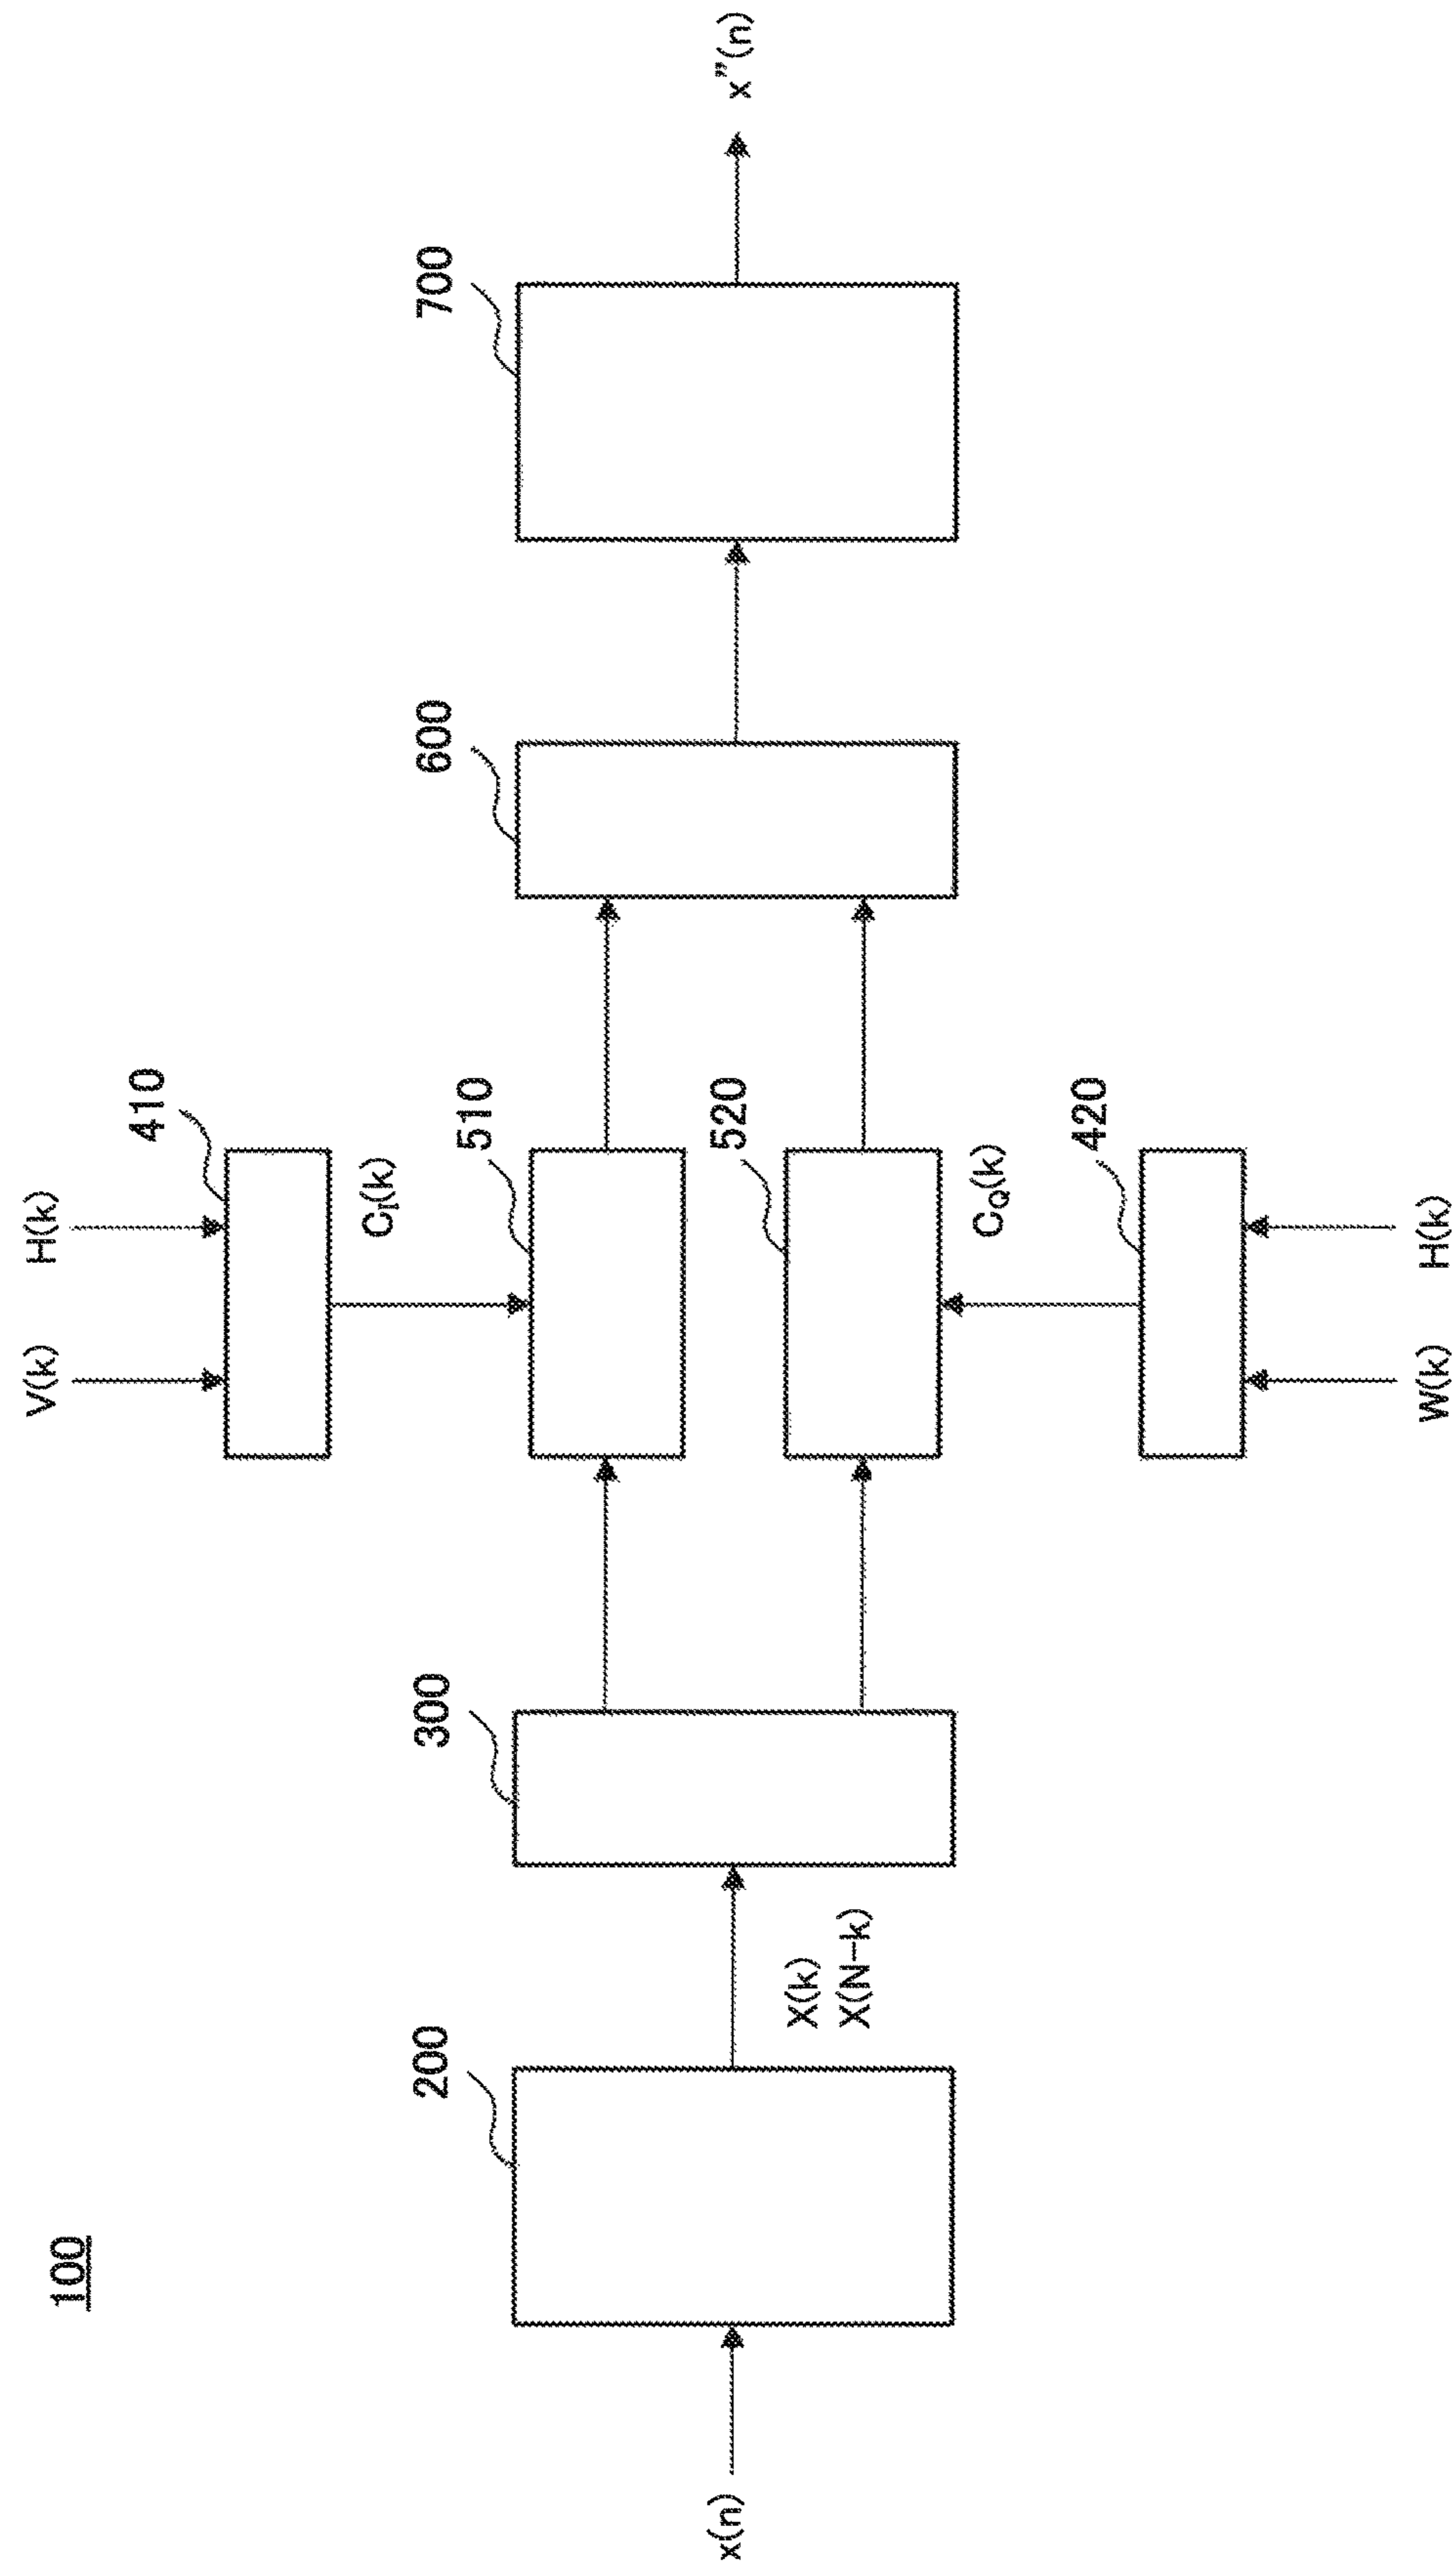 100
V(k) H(k)
410
C_I(k)
200 300 510 600 700
x(n) x"(n)
520
X(k)
X(N-k)
C_Q(k)
420
W(k) H(k)